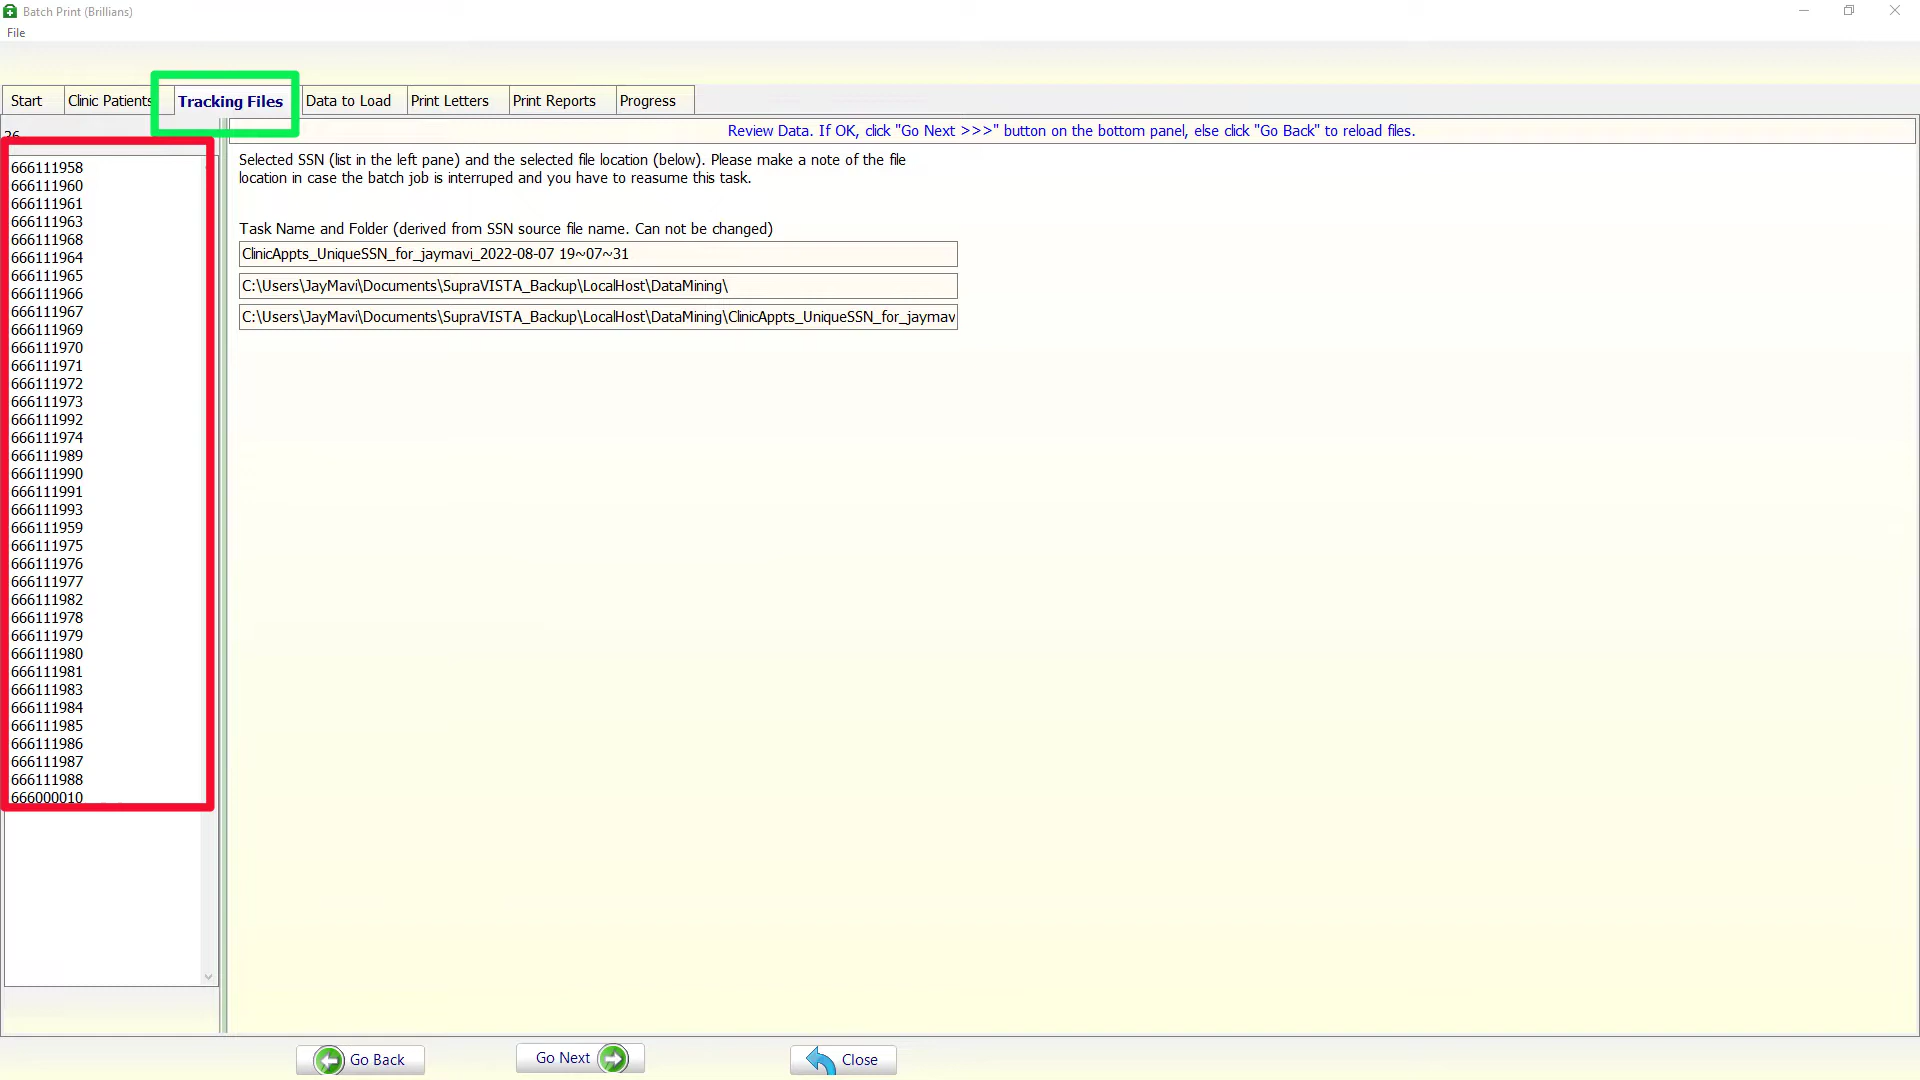 Batch Print (Brillians)
File
Start
Clinic Patients
Tracking Files
Data to Load
Print Letters
Print Reports
Progress
36
Review Data. If OK, click "Go Next >>>" button on the bottom panel, else click "Go Back" to reload files.
666111958
666111960
666111961
666111963
666111968
666111964
666111965
666111966
666111967
666111969
666111970
666111971
666111972
666111973
666111992
666111974
666111989
666111990
666111991
666111993
666111959
666111975
666111976
666111977
666111982
666111978
666111979
666111980
666111981
666111983
666111984
666111985
666111986
666111987
666111988
666000010
Selected SSN (list in the left pane) and the selected file location (below). Please make a note of the file
location in case the batch job is interruped and you have to reasume this task.
Task Name and Folder (derived from SSN source file name. Can not be changed)
ClinicAppts_UniqueSSN_for_jaymavi_2022-08-07 19~07~31
C:\Users\JayMavi\Documents\SupraVISTA_Backup\LocalHost\DataMining\
C:\Users\JayMavi\Documents\SupraVISTA_Backup\LocalHost\DataMining\ClinicAppts_UniqueSSN_for_jaymav
Go Back
Go Next
Close